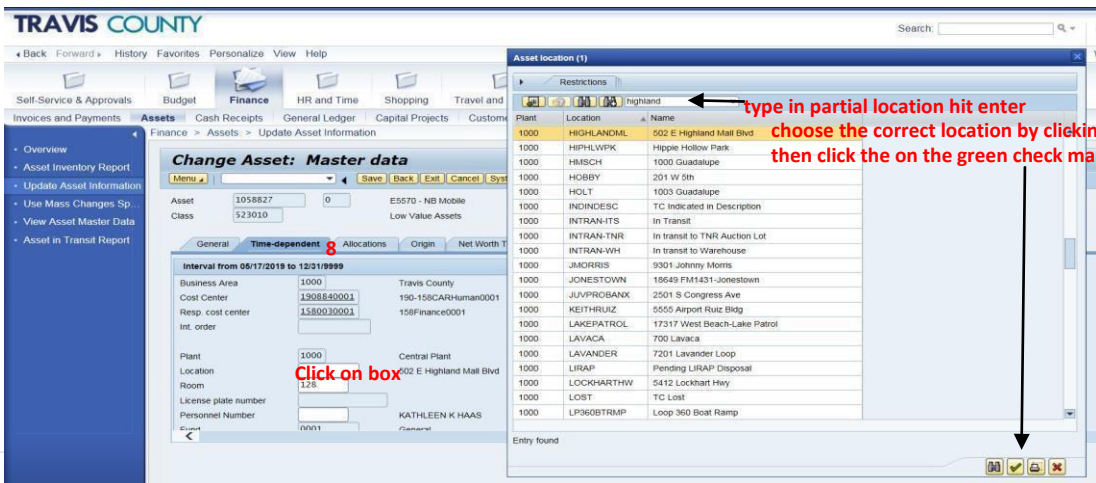 TRAVIS COUNTY
Search:
Back Forward History Favorites Personalize View Help
Self-Service & Approvals Budget Finance HR and Time Shopping Travel and
Invoices and Payments Assets Cash Receipts General Ledger Capital Projects Custome
Finance > Assets > Update Asset Information
Overview
Asset Inventory Report
Update Asset Information
Use Mass Changes Sp...
View Asset Master Data
Asset in Transit Report
Change Asset: Master data
Menu Save Back Exit Cancel Syst
Asset 1058827 0 E5570 - NB Mobile
Class 523010 Low Value Assets
General Time-dependent 8 Allocations Origin Net Worth T
Interval from 05/17/2019 to 12/31/9999
Business Area 1000 Travis County
Cost Center 1908840001 190-158CARHuman0001
Resp. cost center 1580030001 158Finance0001
Int. order
Plant 1000 Central Plant
Location Click on box 502 E Highland Mall Blvd
Room 128
License plate number
Personnel Number KATHLEEN K HAAS
Fund 0001 General
Asset location (1)
Restrictions
highland
type in partial location hit enter
choose the correct location by clickin
then click the on the green check ma
Plant Location Name
1000 HIGHLANDML 502 E Highland Mall Blvd
1000 HIPHLWPK Hippie Hollow Park
1000 HMSCH 1000 Guadalupe
1000 HOBBY 201 W 5th
1000 HOLT 1003 Guadalupe
1000 INDINDESC TC Indicated in Description
1000 INTRAN-ITS In Transit
1000 INTRAN-TNR In transit to TNR Auction Lot
1000 INTRAN-WH In transit to Warehouse
1000 JMORRIS 9301 Johnny Morris
1000 JONESTOWN 18649 FM1431-Jonestown
1000 JUVPROBANX 2501 S Congress Ave
1000 KEITHRUIZ 5555 Airport Ruiz Bldg
1000 LAKEPATROL 17317 West Beach-Lake Patrol
1000 LAVACA 700 Lavaca
1000 LAVANDER 7201 Lavander Loop
1000 LIRAP Pending LIRAP Disposal
1000 LOCKHARTHW 5412 Lockhart Hwy
1000 LOST TC Lost
1000 LP360BTRMP Loop 360 Boat Ramp
Entry found